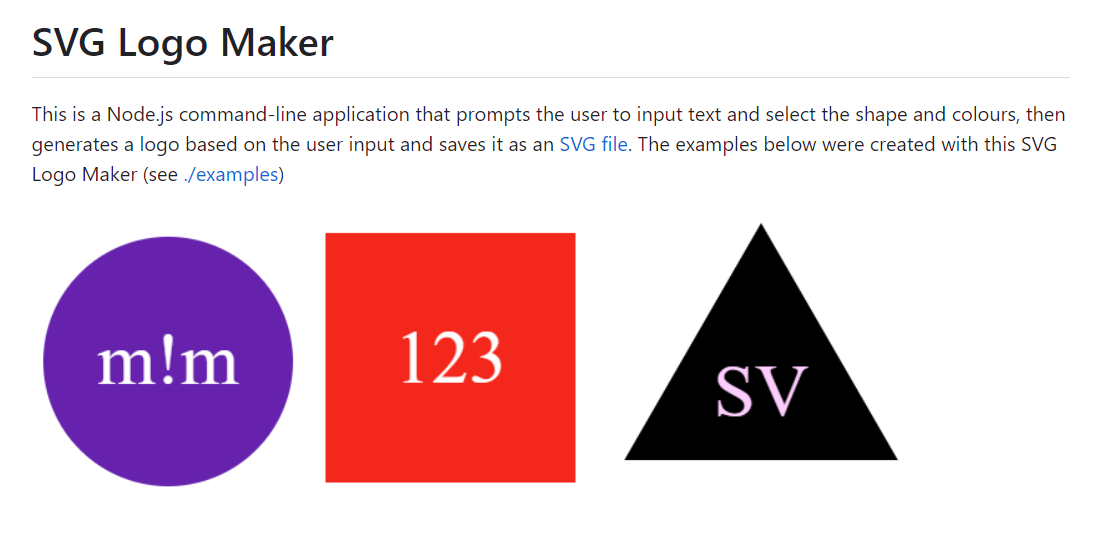 SVG Logo Maker
This is a Node.js command-line application that prompts the user to input text and select the shape and colours, then
generates a logo based on the user input and saves it as an SVG file. The examples below were created with this SVG
Logo Maker (see ./examples)
m!m
123
SV